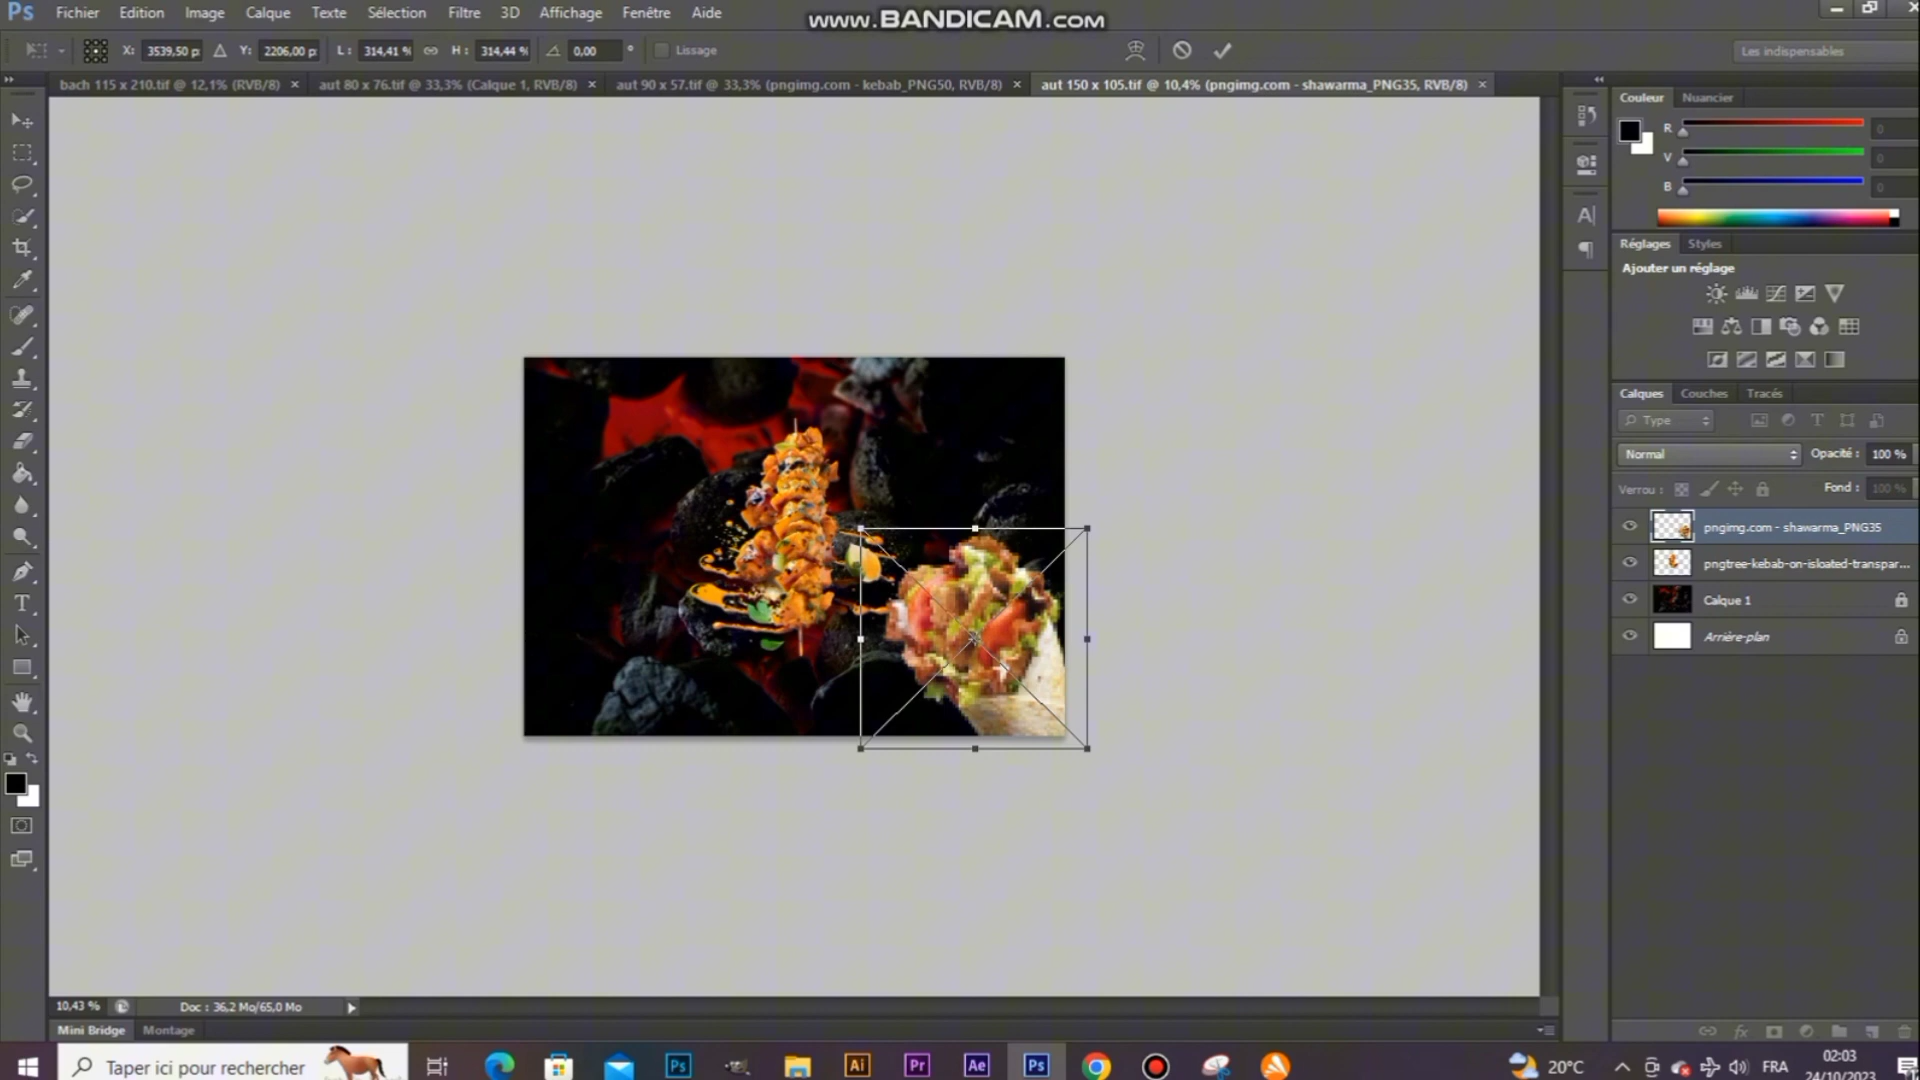 Ps Fichier Edition Image Calque Texte Sélection Filtre 3D Affichage Fenêtre Aide
www.BANDICAM.com
X: 3539,50 p Y: 2206,00 p L: 314,41 % H: 314,44 % 0,00 ° Lissage
Les indispensables
bach 115 x 210.tif @ 12,1% (RVB/8) × aut 80 x 76.tif @ 33,3% (Calque 1, RVB/8) × aut 90 x 57.tif @ 33,3% (pngimg.com - kebab_PNG50, RVB/8) × aut 150 x 105.tif @ 10,4% (pngimg.com - shawarma_PNG35, RVB/8) ×
Couleur Nuancier
R 0
V 0
B 0
Réglages Styles
Ajouter un réglage
Calques Couches Tracés
Type
Normal Opacité : 100 %
Verrou : Fond : 100 %
pngimg.com - shawarma_PNG35
pngtree-kebab-on-isloated-transpar...
Calque 1
Arrière-plan
10,43 % Doc : 36,2 Mo/65,0 Mo
Mini Bridge Montage
Taper ici pour rechercher
Ps Ai Pr Ae Ps
20°C FRA 02:03
24/10/2023